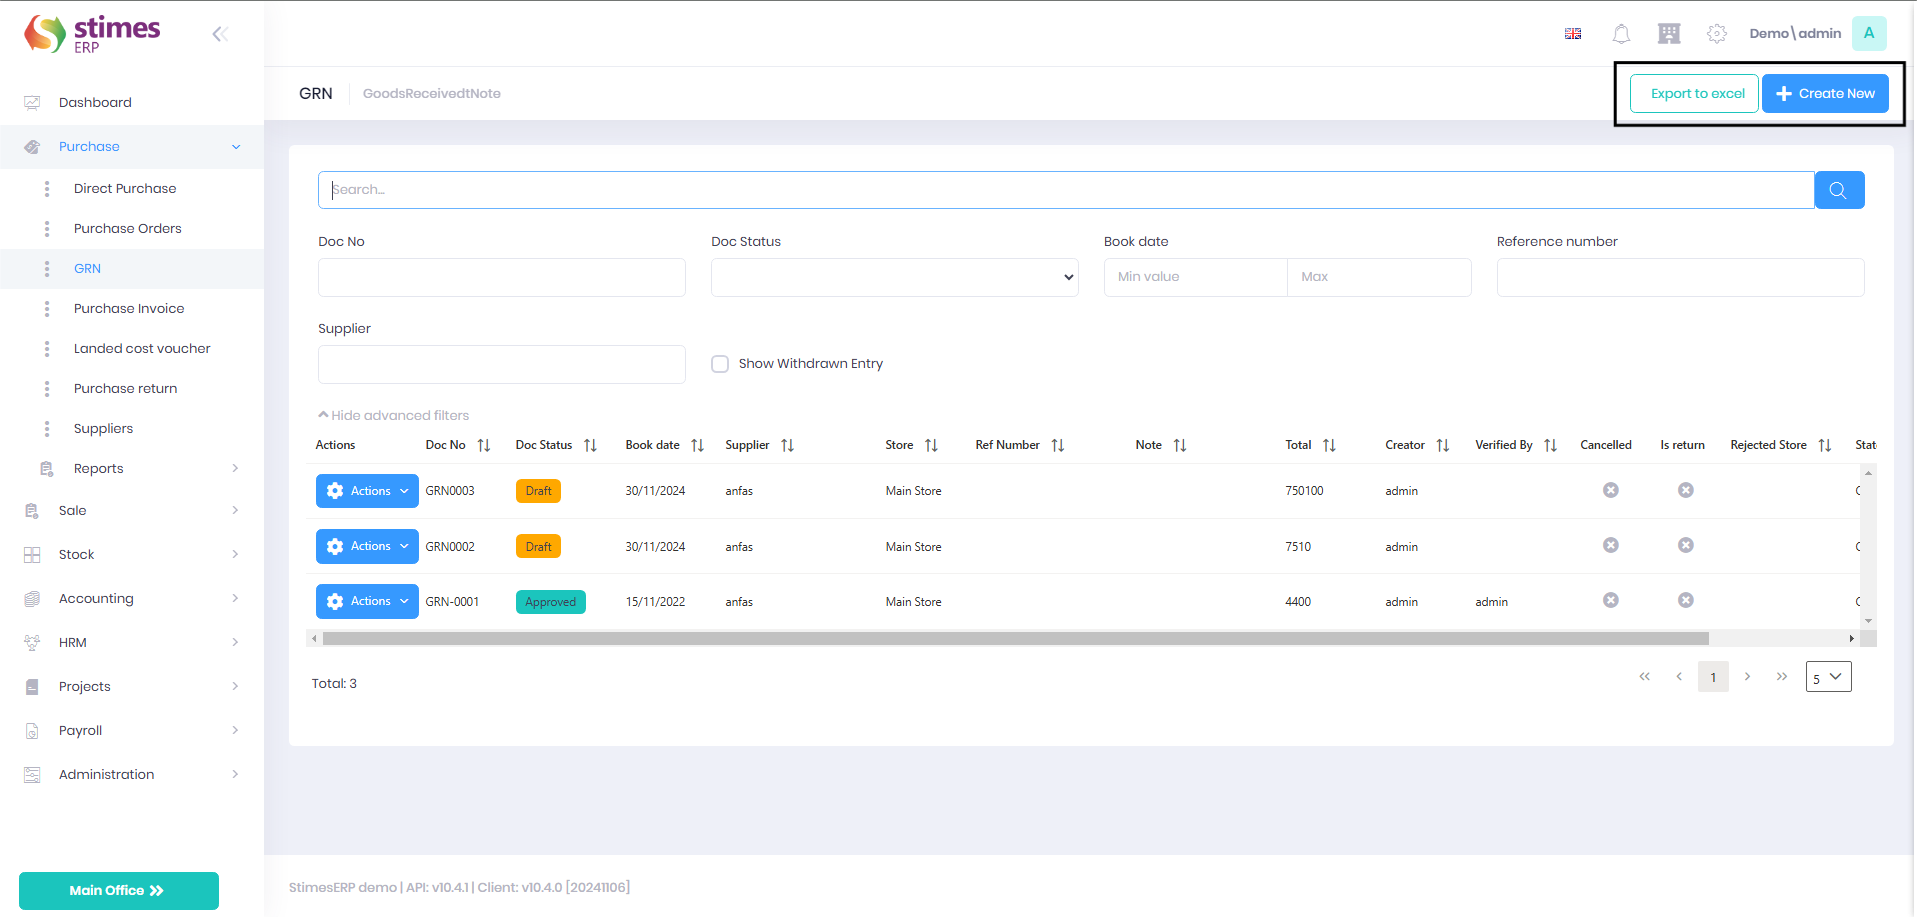 stimes
ERP
Demo\admin
A
GRN
GoodsReceivedtNote
Export to excel
Create New
Dashboard
Purchase
Direct Purchase
Purchase Orders
GRN
Purchase Invoice
Landed cost voucher
Purchase return
Suppliers
Reports
Sale
Stock
Accounting
HRM
Projects
Payroll
Administration
Main Office
Search...
Doc No
Doc Status
Book date
Reference number
Min value
Max
Supplier
Show Withdrawn Entry
Hide advanced filters
Actions Doc No Doc Status Book date Supplier Store Ref Number Note Total Creator Verified By Cancelled Is return Rejected Store
Actions GRN0003 Draft 30/11/2024 anfas Main Store 750100 admin
Actions GRN0002 Draft 30/11/2024 anfas Main Store 7510 admin
Actions GRN-0001 Approved 15/11/2022 anfas Main Store 4400 admin admin
Total: 3
1
5
StimesERP demo | API: v10.4.1 | Client: v10.4.0 [20241106]